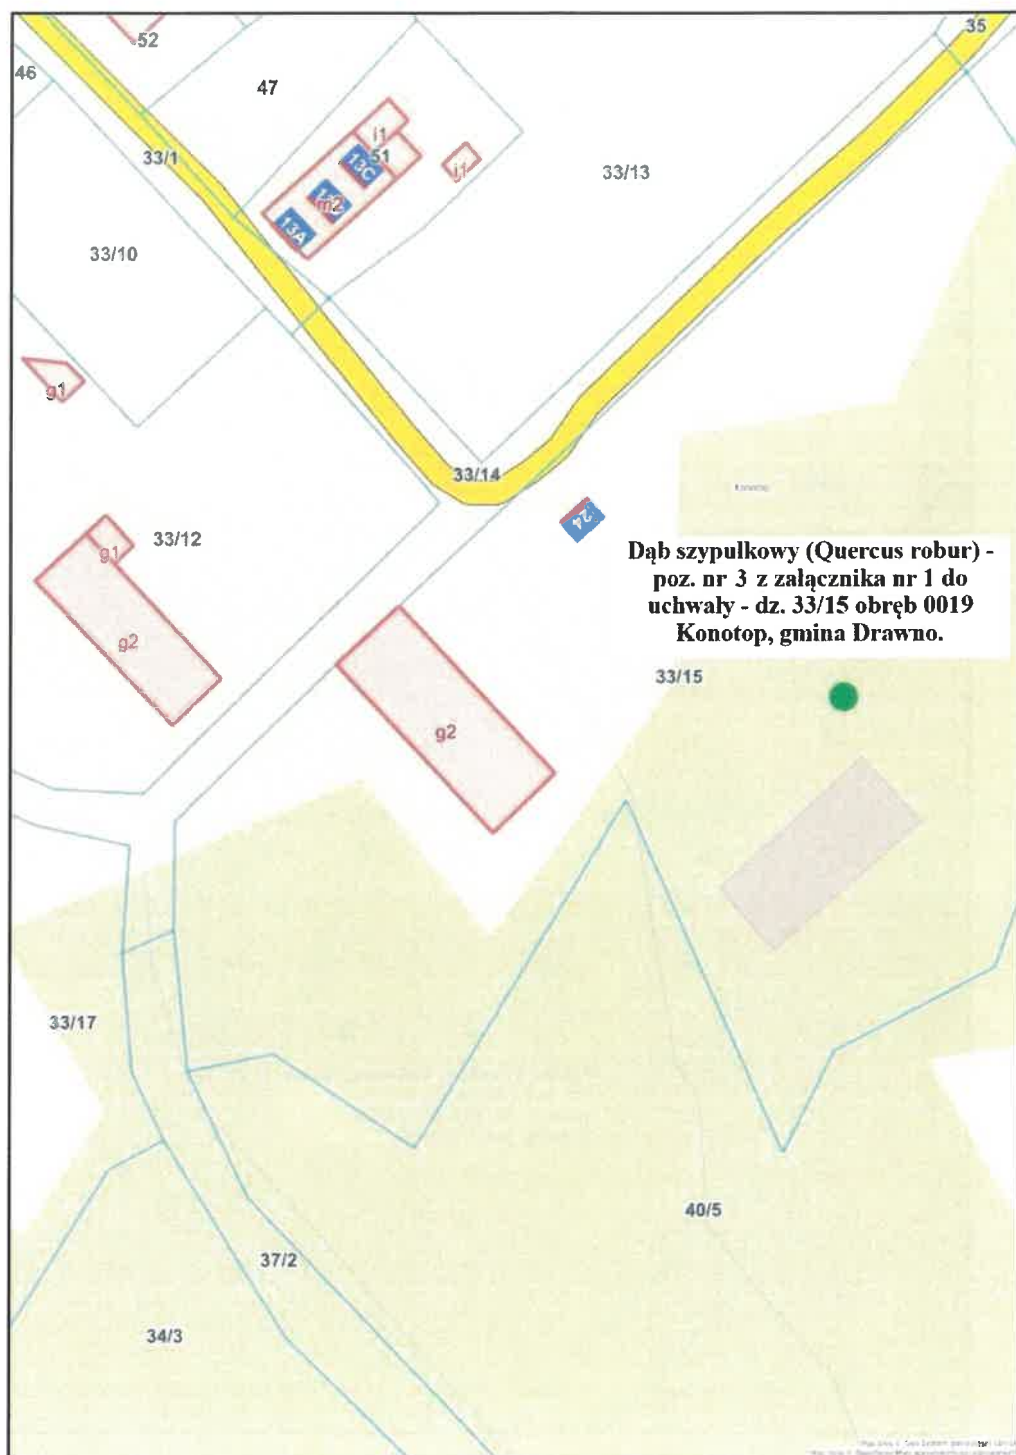 35
52
46
47
i1
33/1
51
13C
i1
33/13
m2
13A
33/10
g1
33/14
24
33/12
g1
Dąb szypułkowy (Quercus robur) -
poz. nr 3 z załącznika nr 1 do
uchwały - dz. 33/15 obręb 0019
Konotop, gmina Drawno.
g2
33/15
g2
33/17
40/5
37/2
34/3